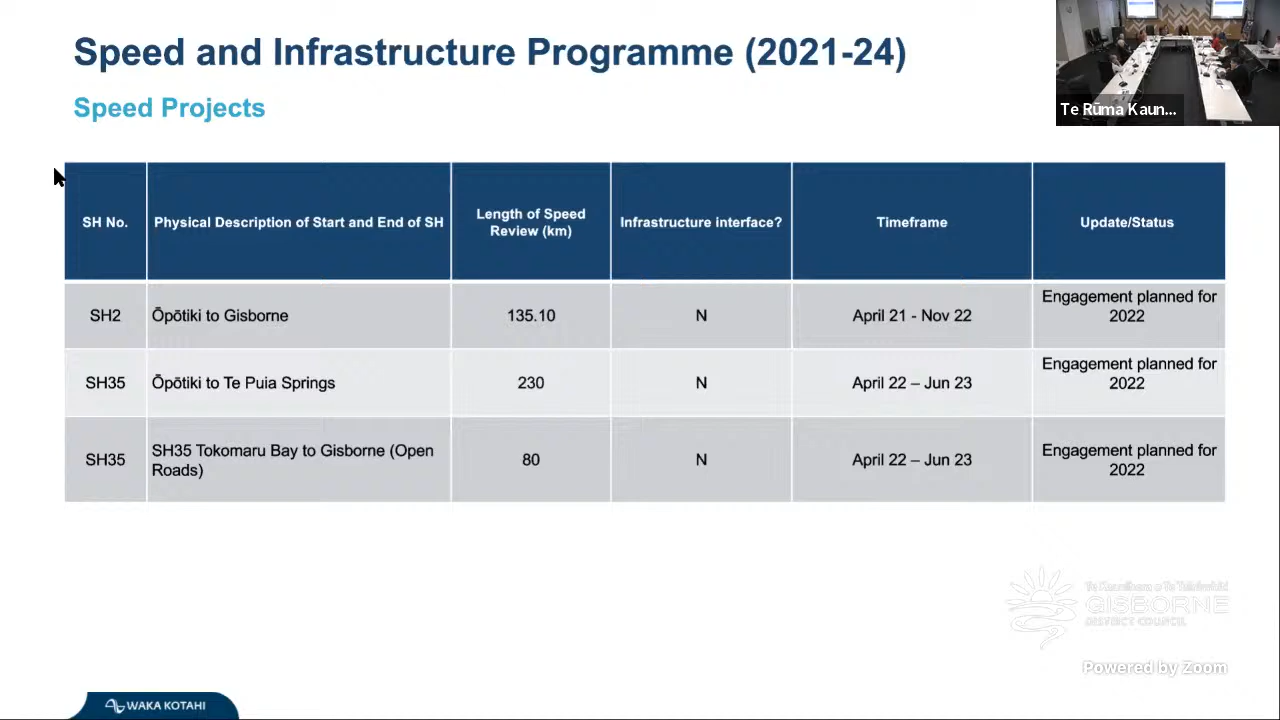 Speed and Infrastructure Programme (2021-24)
Speed Projects
Te Rūma Kaun...
SH No.
Physical Description of Start and End of SH
Length of Speed
Review (km)
Infrastructure interface?
Timeframe
Update/Status
SH2
Ōpōtiki to Gisborne
135.10
N
April 21 - Nov 22
Engagement planned for
2022
SH35
Ōpōtiki to Te Puia Springs
230
N
April 22 – Jun 23
Engagement planned for
2022
SH35
SH35 Tokomaru Bay to Gisborne (Open
Roads)
80
N
April 22 – Jun 23
Engagement planned for
2022
GISBORNE
DISTRICT COUNCIL
Powered by Zoom
WAKA KOTAHI